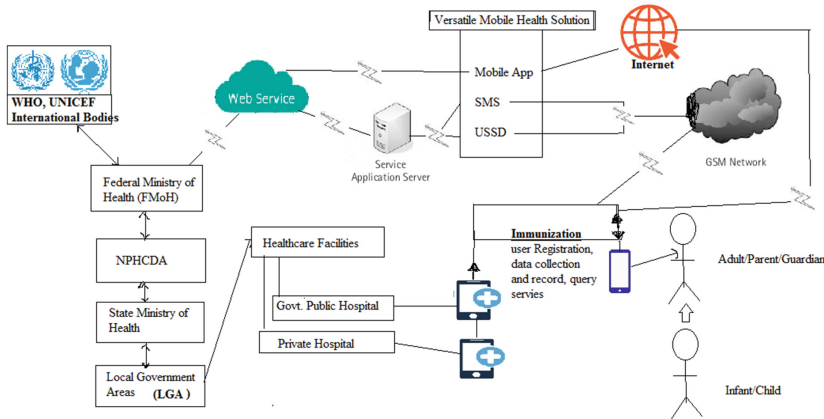 Versatile Mobile Health Solution
Mobile App
SMS
USSD
Internet
WHO, UNICEF
International Bodies
Web Service
Service
Application Server
GSM Network
Federal Ministry of
Health (FMoH)
NPHCDA
State Ministry of
Health
Local Government
Areas (LGA )
Healthcare Facilities
Govt. Public Hospital
Private Hospital
Immunization
user Registration,
data collection
and record, query
servies
Adult/Parent/Guardian
Infant/Child